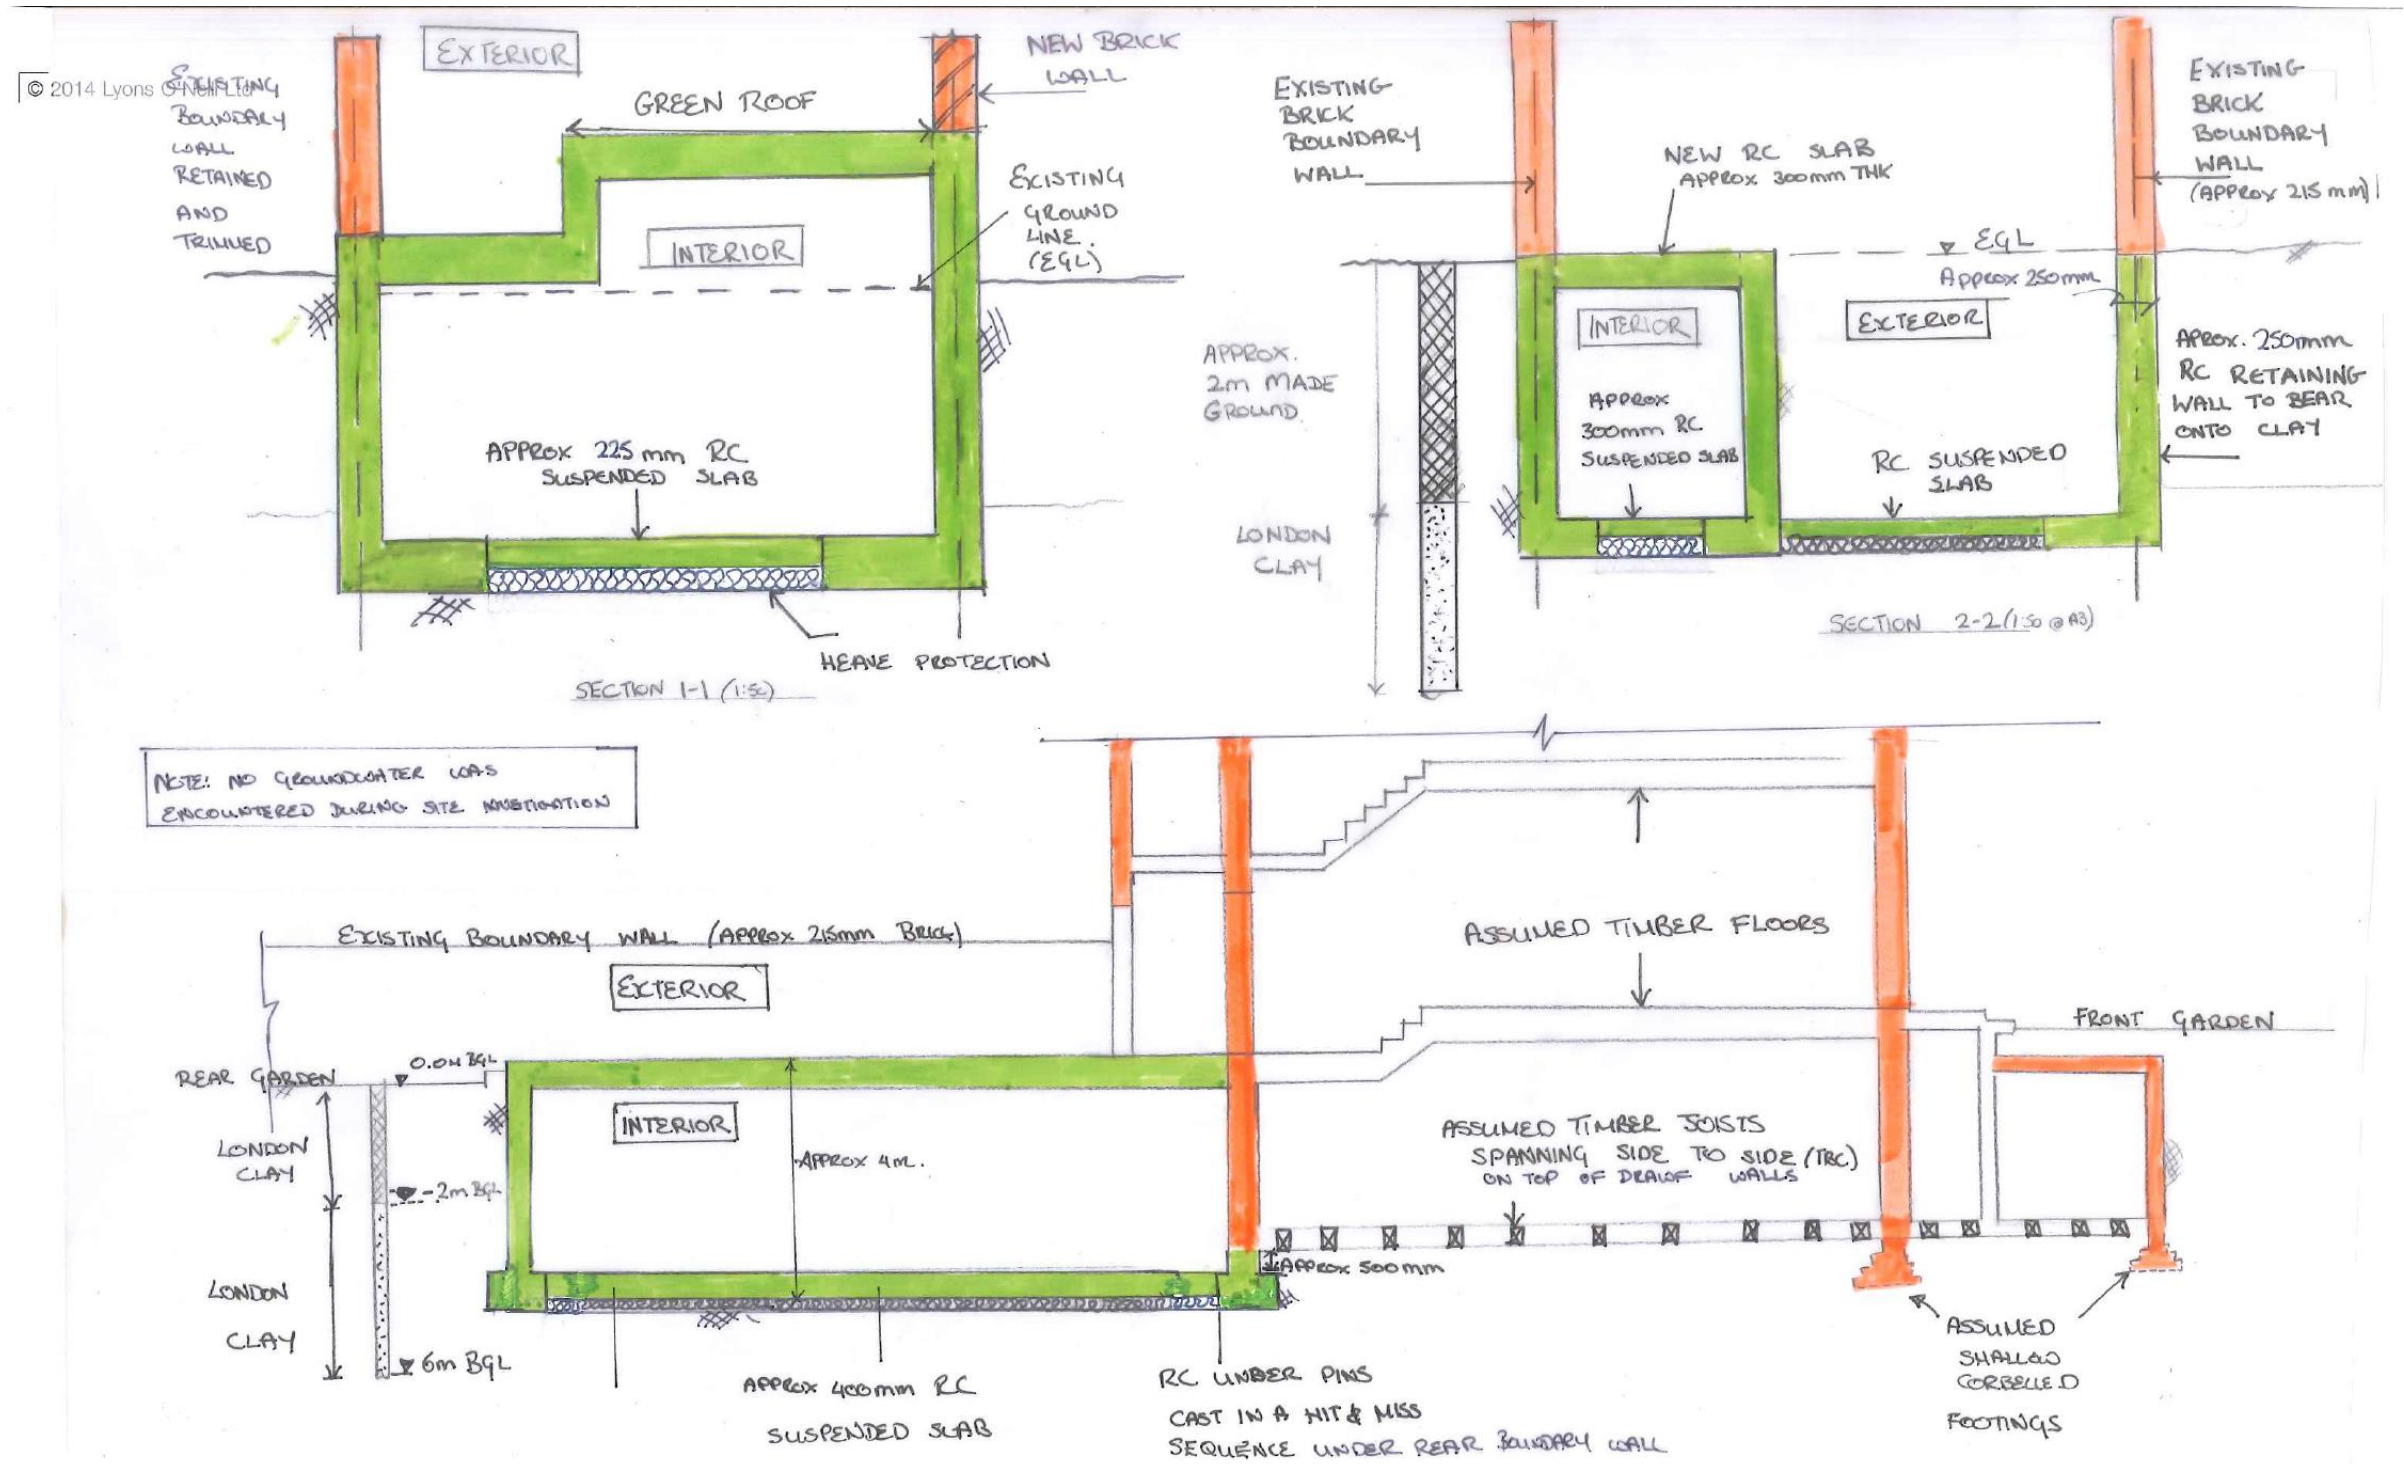 © 2014 Lyons O'Neill Ltd
EXISTING
BOUNDARY
WALL
RETAINED
AND
TRIMMED
EXTERIOR
GREEN ROOF
NEW BRICK
WALL
EXISTING
GROUND
LINE.
(EGL)
INTERIOR
APPROX 225mm RC
SUSPENDED SLAB
HEAVE PROTECTION
SECTION 1-1 (1:50)
EXISTING
BRICK
BOUNDARY
WALL
NEW RC SLAB
APPROX 300mm THK
EXISTING
BRICK
BOUNDARY
WALL
(APPROX 215mm)
EGL
APPROX 250mm
INTERIOR
EXTERIOR
APPROX.
2m MADE
GROUND.
APPROX
300mm RC
SUSPENDED SLAB
APROX. 250mm
RC RETAINING
WALL TO BEAR
ONTO CLAY
RC SUSPENDED
SLAB
LONDON
CLAY
SECTION 2-2 (1:50 @ A3)
NOTE: NO GROUNDWATER WAS
ENCOUNTERED DURING SITE INVSTIGATION
EXISTING BOUNDARY WALL (APPROX 215mm BRICK)
EXTERIOR
ASSUMED TIMBER FLOORS
FRONT GARDEN
REAR GARDEN
0.0M BGL
INTERIOR
APPROX 4m.
LONDON
CLAY
-2m BGL
ASSUMED TIMBER JOISTS
SPANNING SIDE TO SIDE (TBC)
ON TOP OF DRAWF WALLS
APPROX 500mm
LONDON
CLAY
6m BGL
APPROX 400mm RC
SUSPENDED SLAB
RC UNDER PINS
CAST IN A HIT & MISS
SEQUENCE UNDER REAR BOUNDARY WALL
ASSUMED
SHALLOW
CORBELLED
FOOTINGS